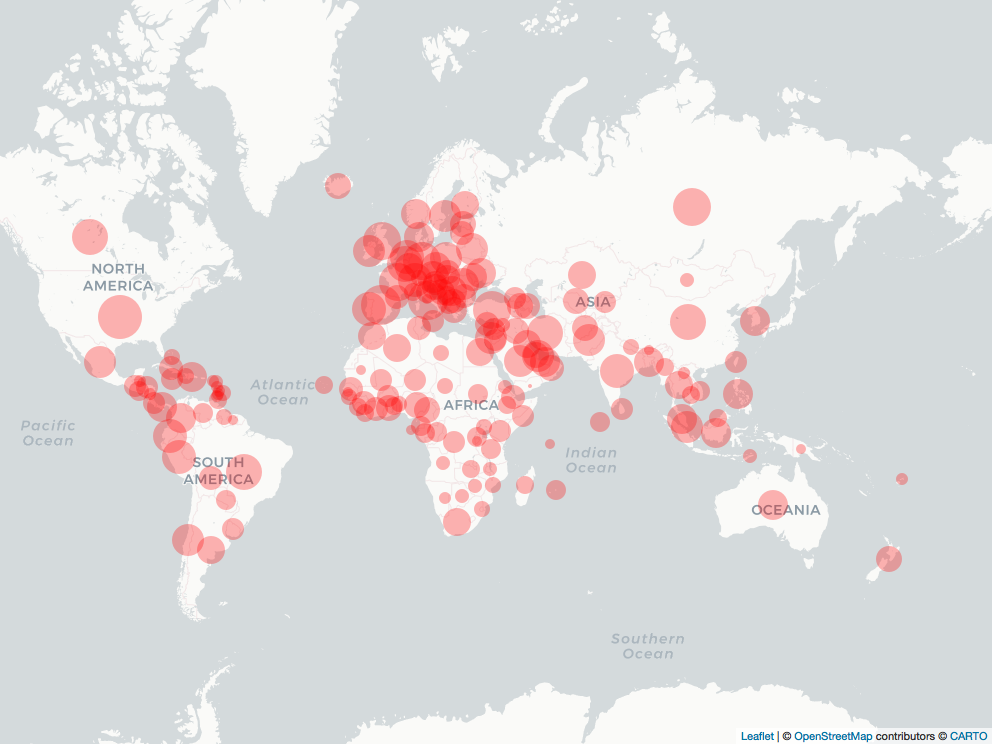 NORTH
AMERICA
ASIA
Atlantic
Ocean
AFRICA
Pacific
Ocean
Indian
Ocean
SOUTH
AMERICA
OCEANIA
Southern
Ocean
Leaflet | © OpenStreetMap contributors © CARTO